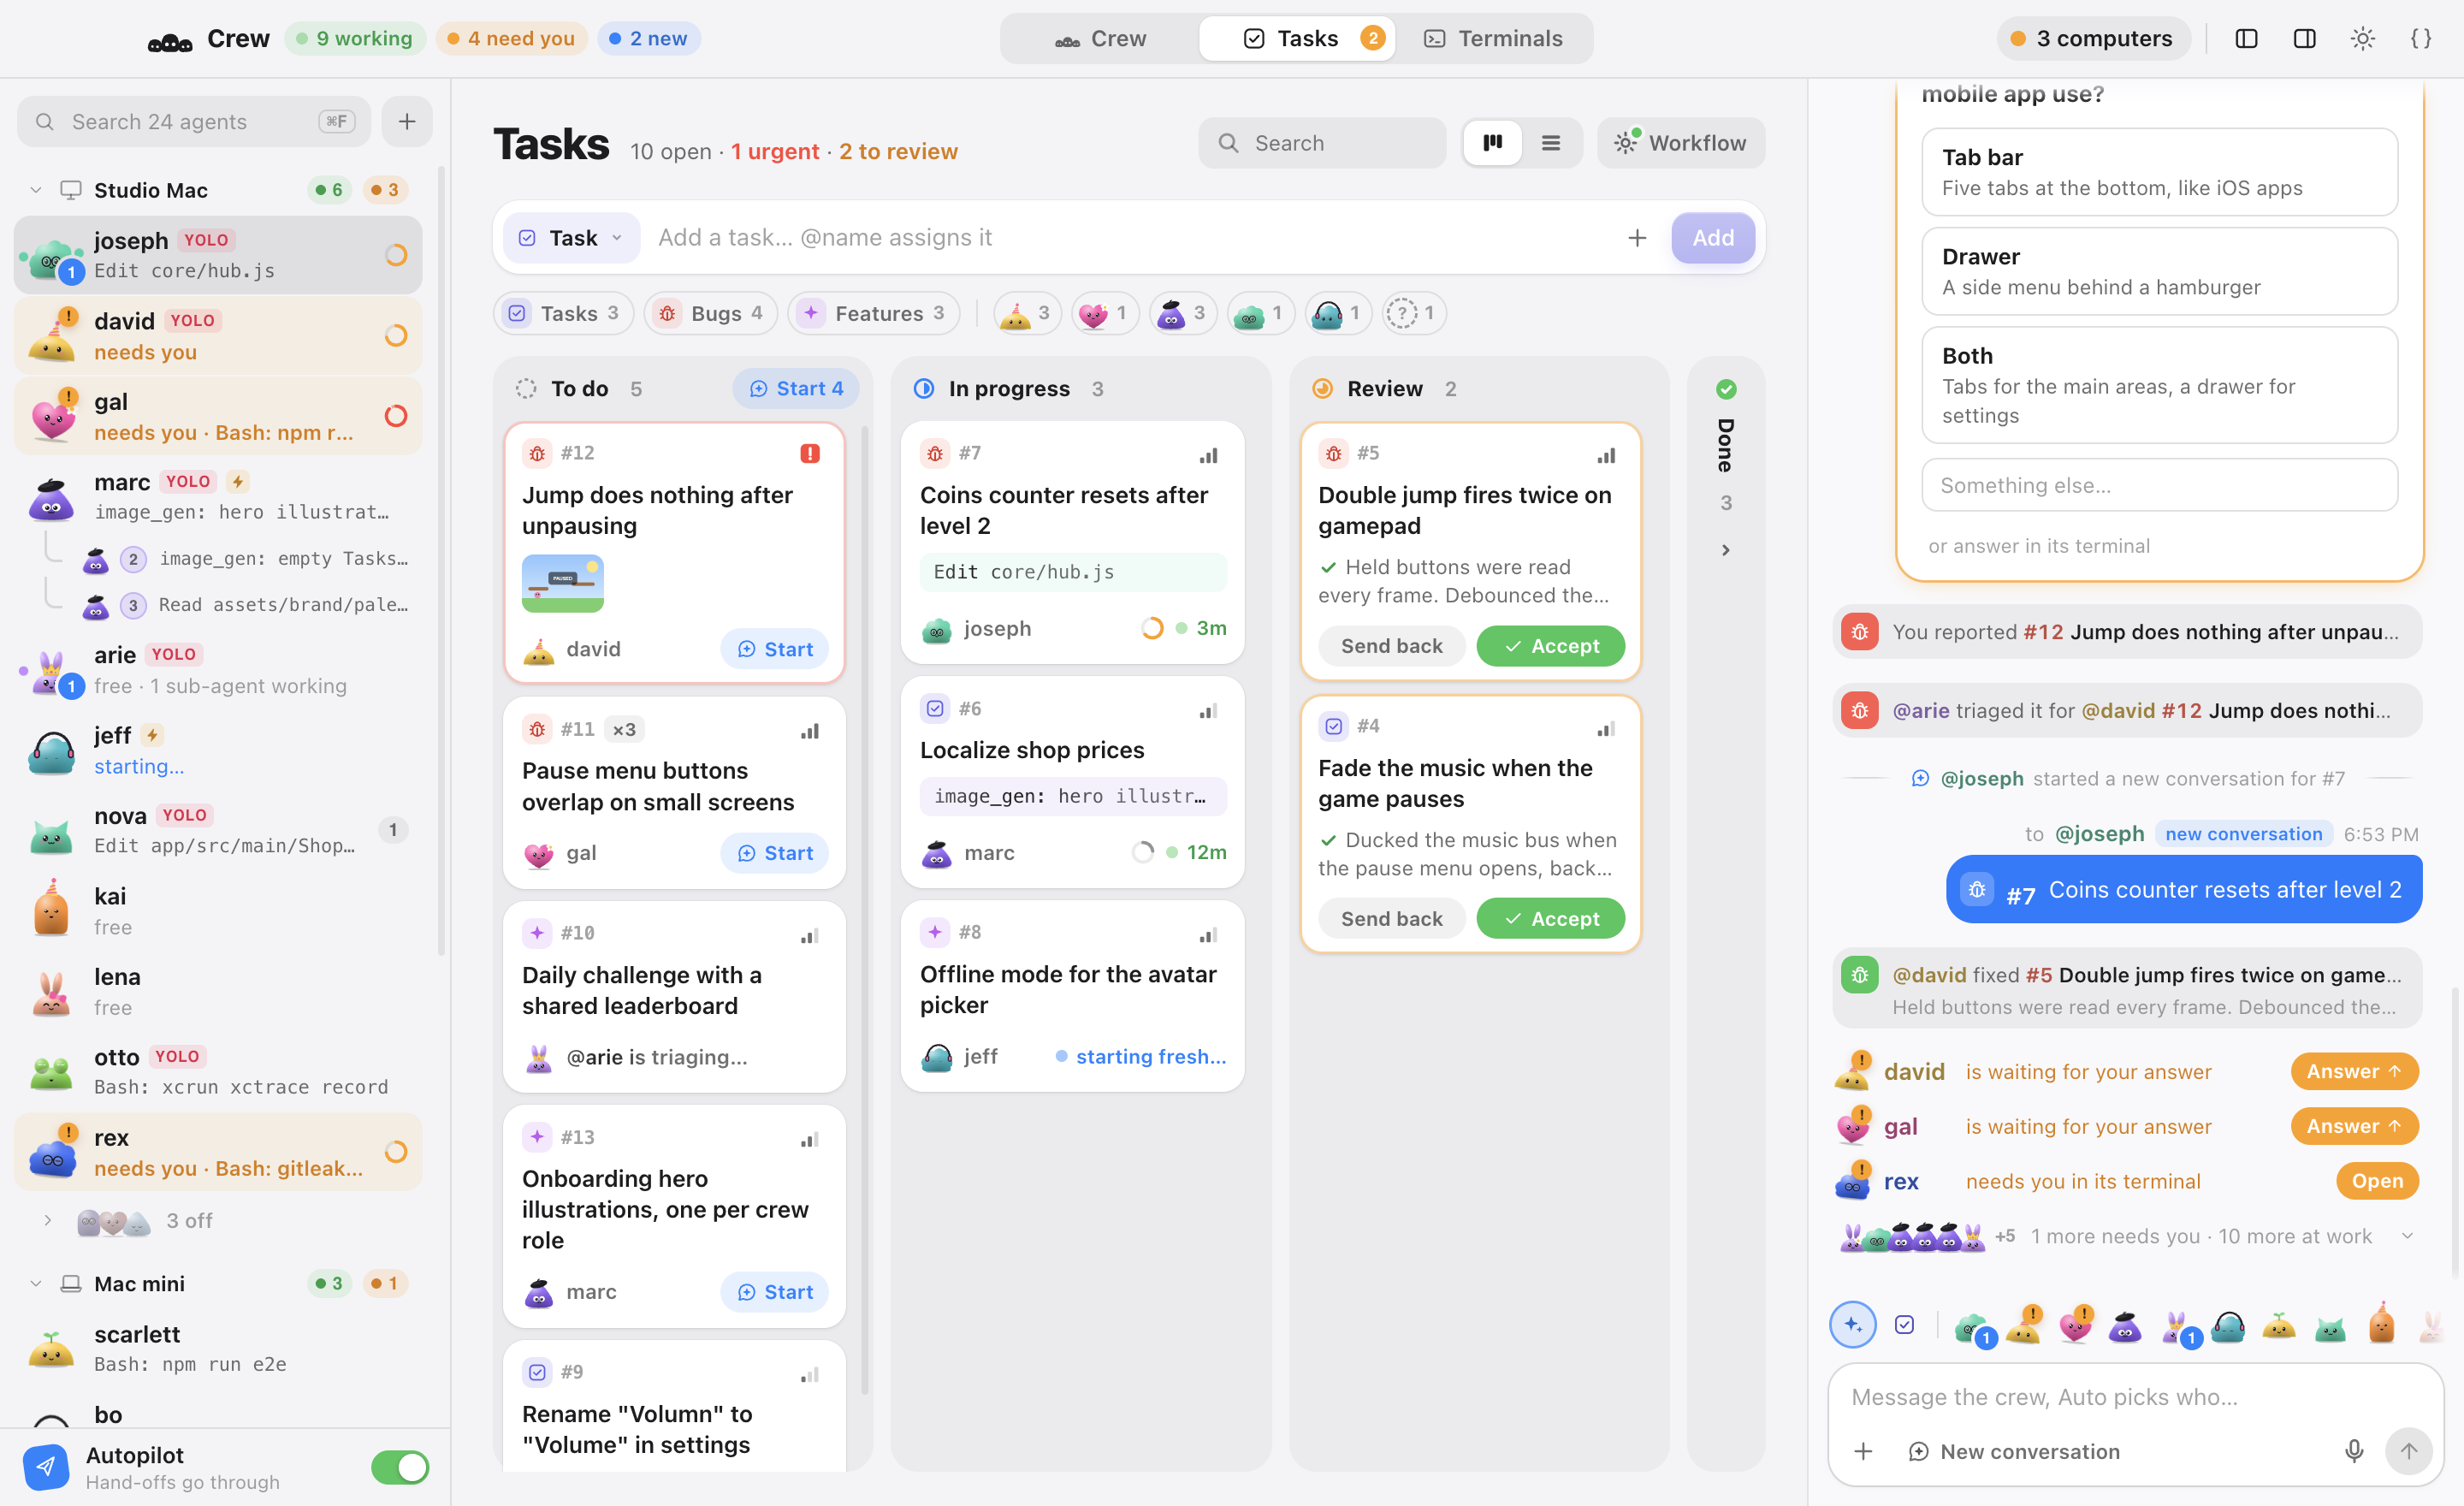 Crew
9 working
4 need you
2 new
Crew
Tasks
2
Terminals
3 computers
Search 24 agents
⌘F
Studio Mac
6
3
joseph YOLO
1
Edit core/hub.js
david YOLO
needs you
gal
needs you · Bash: npm r...
marc YOLO
image_gen: hero illustrat...
2 image_gen: empty Tasks...
3 Read assets/brand/pale...
arie YOLO
1
free · 1 sub-agent working
jeff
starting...
nova YOLO
Edit app/src/main/Shop...
1
kai
free
lena
free
otto YOLO
Bash: xcrun xctrace record
rex
needs you · Bash: gitleak...
3 off
Mac mini
3
1
scarlett
Bash: npm run e2e
bo
Autopilot
Hand-offs go through
Tasks
10 open · 1 urgent · 2 to review
Search
Workflow
Task
Add a task... @name assigns it
Add
Tasks 3
Bugs 4
Features 3
3
1
3
1
1
? 1
To do 5
Start 4
#12
Jump does nothing after
unpausing
PAUSED
david
Start
#11 ×3
Pause menu buttons
overlap on small screens
gal
Start
#10
Daily challenge with a
shared leaderboard
@arie is triaging...
#13
Onboarding hero
illustrations, one per crew
role
marc
Start
#9
Rename "Volumn" to
"Volume" in settings
In progress 3
#7
Coins counter resets after
level 2
Edit core/hub.js
joseph
3m
#6
Localize shop prices
image_gen: hero illustr...
marc
12m
#8
Offline mode for the avatar
picker
jeff
starting fresh...
Review 2
#5
Double jump fires twice on
gamepad
Held buttons were read
every frame. Debounced the...
Send back
Accept
#4
Fade the music when the
game pauses
Ducked the music bus when
the pause menu opens, back...
Send back
Accept
Done
3
mobile app use?
Tab bar
Five tabs at the bottom, like iOS apps
Drawer
A side menu behind a hamburger
Both
Tabs for the main areas, a drawer for
settings
Something else...
or answer in its terminal
You reported #12 Jump does nothing after unpau...
@arie triaged it for @david #12 Jump does nothi...
@joseph started a new conversation for #7
to @joseph new conversation 6:53 PM
#7 Coins counter resets after level 2
@david fixed #5 Double jump fires twice on game...
Held buttons were read every frame. Debounced the...
david is waiting for your answer
Answer ↑
gal is waiting for your answer
Answer ↑
rex needs you in its terminal
Open
+5 1 more needs you · 10 more at work
1
1
Message the crew, Auto picks who...
New conversation